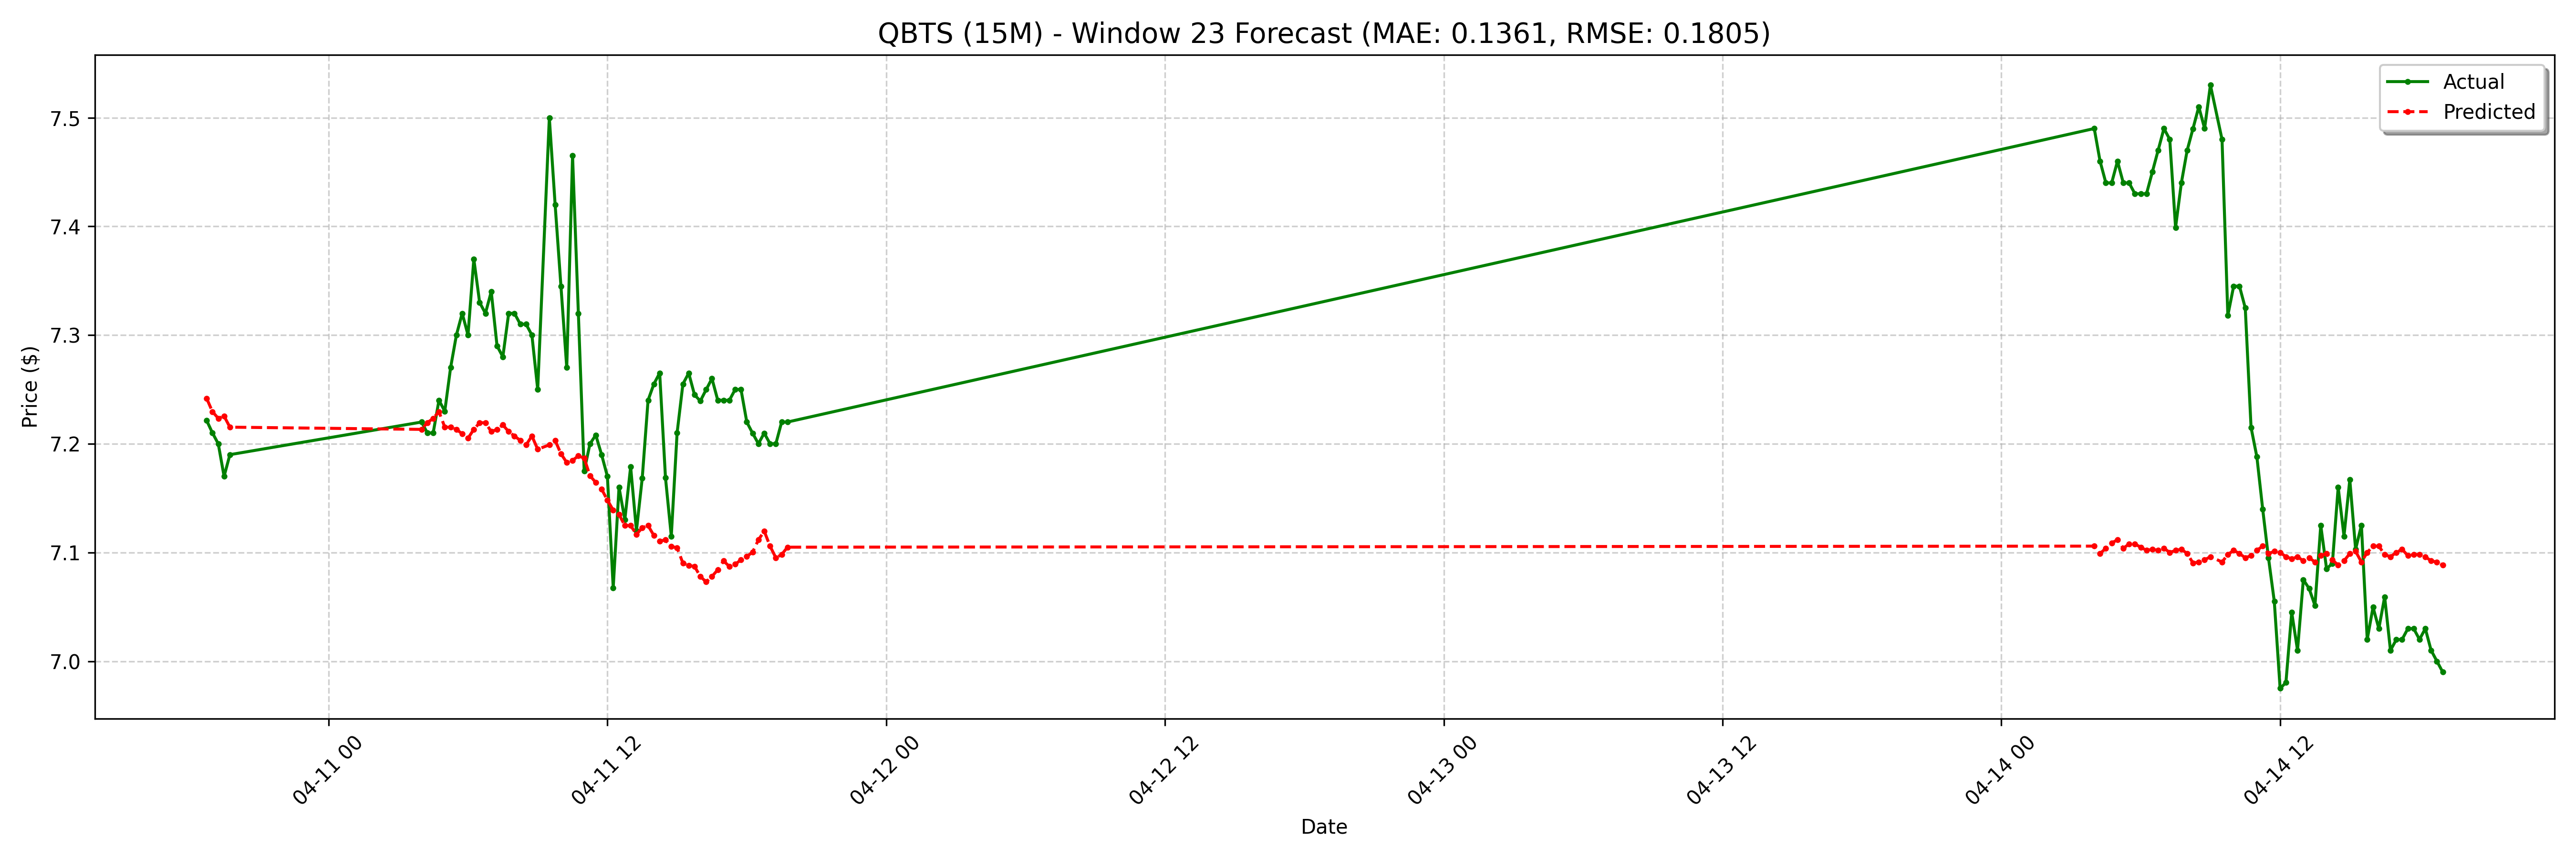 QBTS (15M) - Window 23 Forecast (MAE: 0.1361, RMSE: 0.1805)
Actual
Predicted
Price ($)
7.5
7.4
7.3
7.2
7.1
7.0
04-11 00
04-11 12
04-12 00
04-12 12
04-13 00
04-13 12
04-14 00
04-14 12
Date